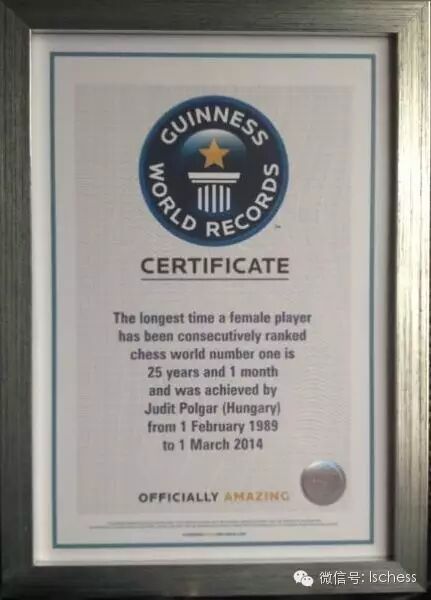 GUINNESS
WORLD RECORDS
TM
CERTIFICATE
The longest time a female player
has been consecutively ranked
chess world number one is
25 years and 1 month
and was achieved by
Judit Polgar (Hungary)
from 1 February 1989
to 1 March 2014
OFFICIALLY AMAZING
微信号: lschess